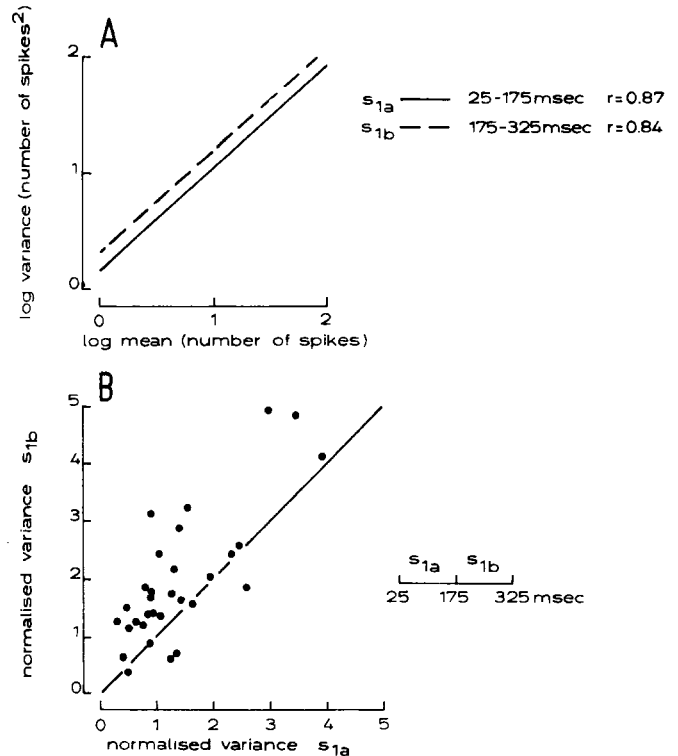 A
log variance (number of spikes²)
2
1
0
0 1 2
log mean (number of spikes)
s1a 25-175msec r=0.87
s1b 175-325msec r=0.84
B
normalised variance s1b
5
4
3
2
1
0
0 1 2 3 4 5
normalised variance s1a
s1a s1b
25 175 325 msec